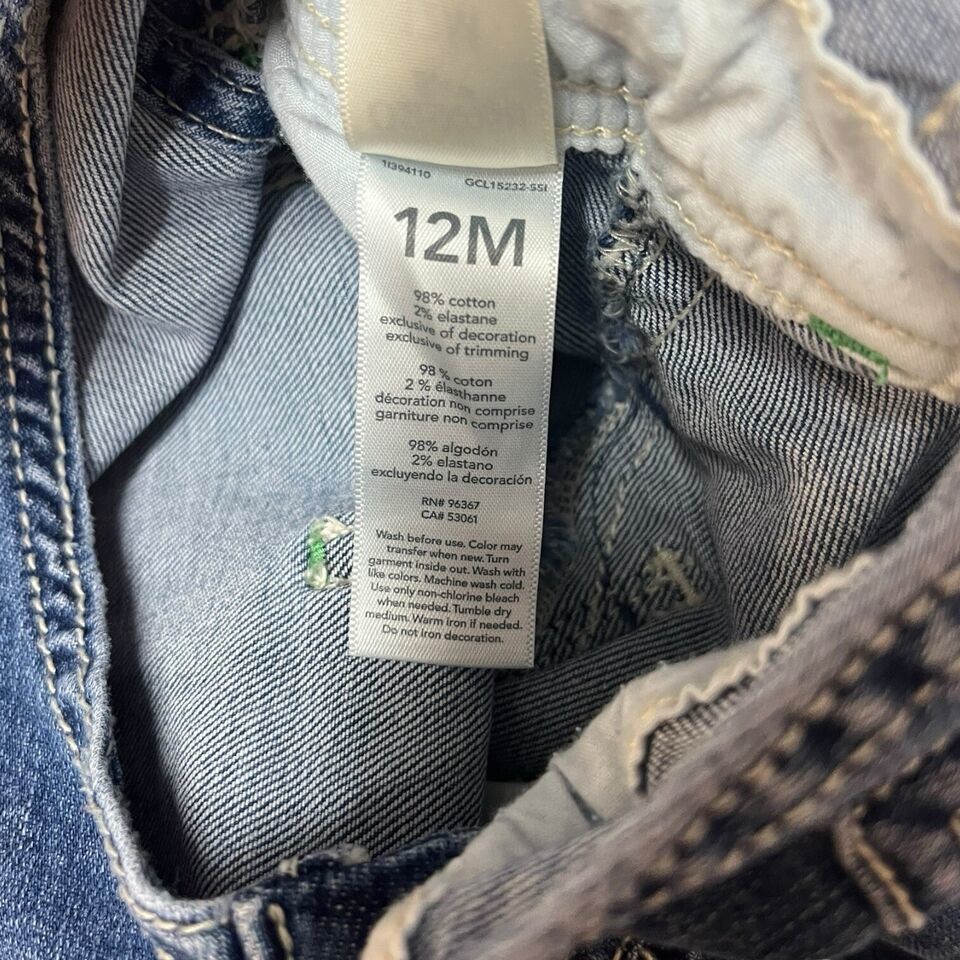 11394110 GCL15232-SSI
12M
98% cotton
2% elastane
exclusive of decoration
exclusive of trimming
98 % coton
2 % élasthanne
décoration non comprise
garniture non comprise
98% algodón
2% elastano
excluyendo la decoración
RN# 96367
CA# 53061
Wash before use. Color may
transfer when new. Turn
garment inside out. Wash with
like colors. Machine wash cold.
Use only non-chlorine bleach
when needed. Tumble dry
medium. Warm iron if needed.
Do not iron decoration.